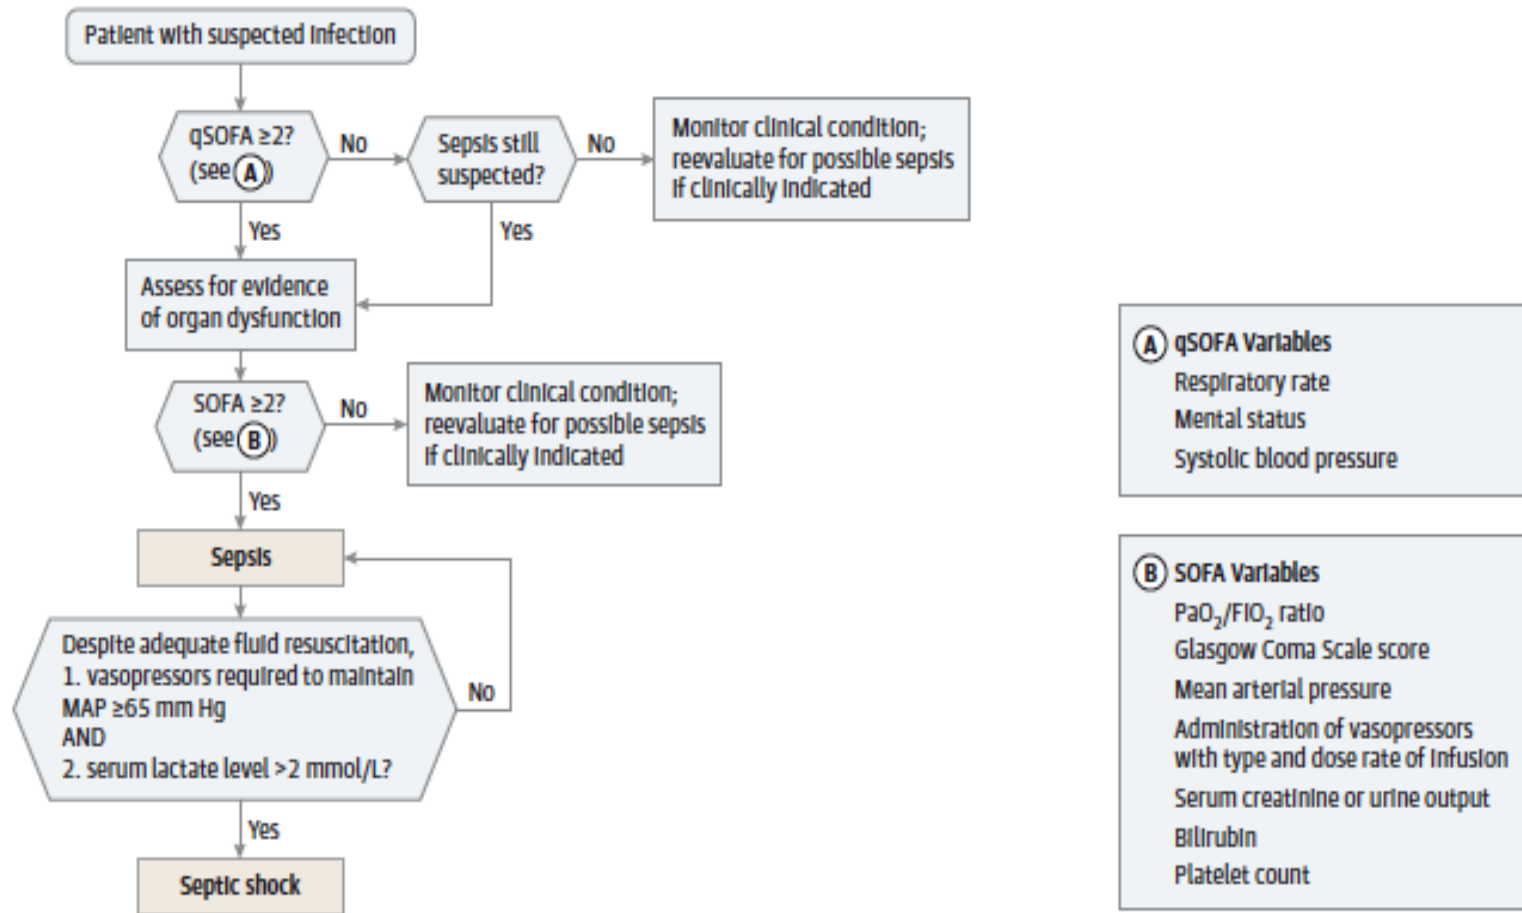 Patient with suspected infection
qSOFA ≥2?
(see A)
No
Sepsis still
suspected?
No
Monitor clinical condition;
reevaluate for possible sepsis
if clinically indicated
Yes
Yes
Assess for evidence
of organ dysfunction
SOFA ≥2?
(see B)
No
Monitor clinical condition;
reevaluate for possible sepsis
if clinically indicated
Yes
Sepsis
Despite adequate fluid resuscitation,
1. vasopressors required to maintain
MAP ≥65 mm Hg
AND
2. serum lactate level >2 mmol/L?
No
Yes
Septic shock
A qSOFA Variables
Respiratory rate
Mental status
Systolic blood pressure
B SOFA Variables
PaO₂/FiO₂ ratio
Glasgow Coma Scale score
Mean arterial pressure
Administration of vasopressors
with type and dose rate of infusion
Serum creatinine or urine output
Bilirubin
Platelet count